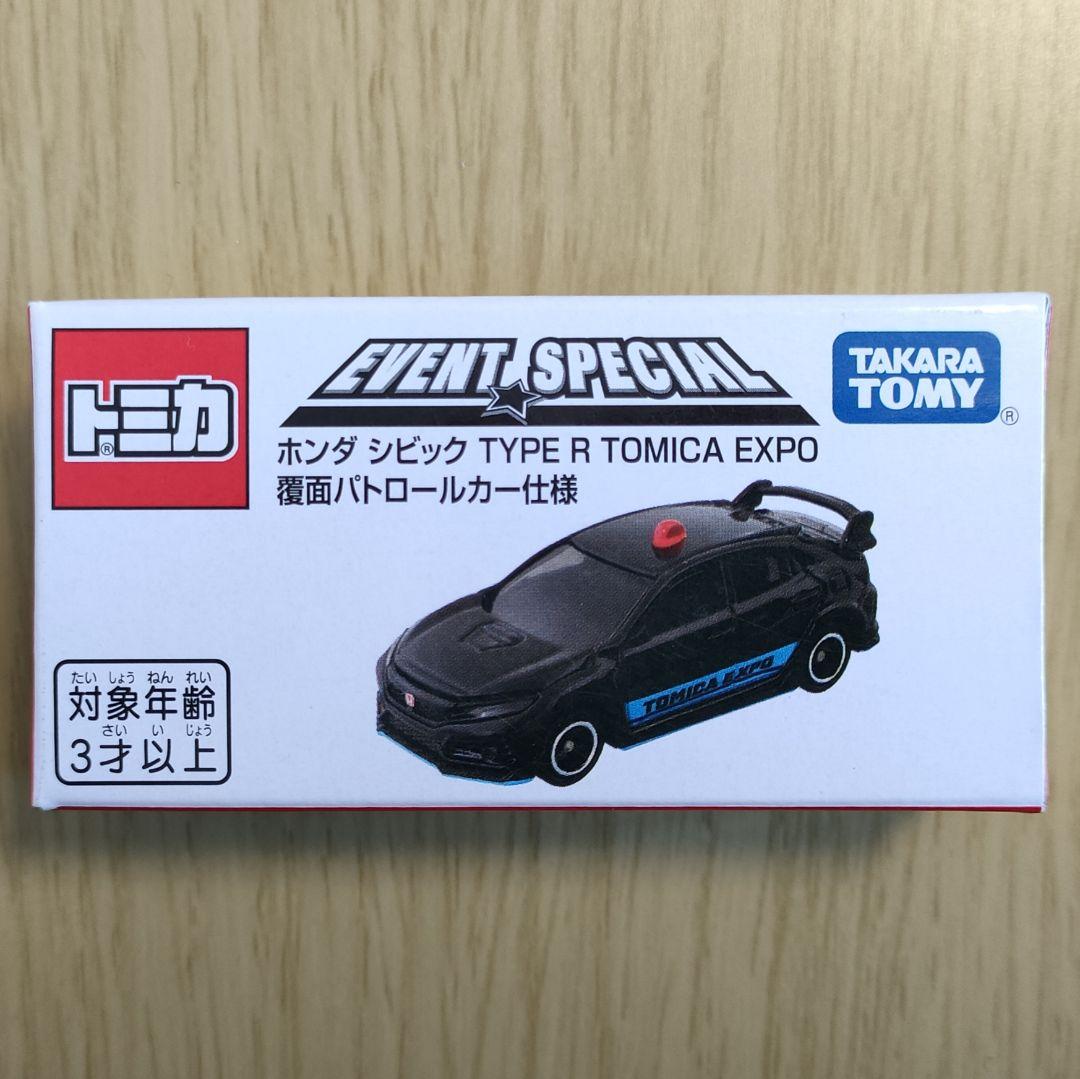 トミカ
®
EVENT SPECIAL
TAKARA
TOMY
®
ホンダ シビック TYPE R TOMICA EXPO
覆面パトロールカー仕様
TOMICA EXPO
たい しょう ねん れい
対象年齢
さい い じょう
3才以上